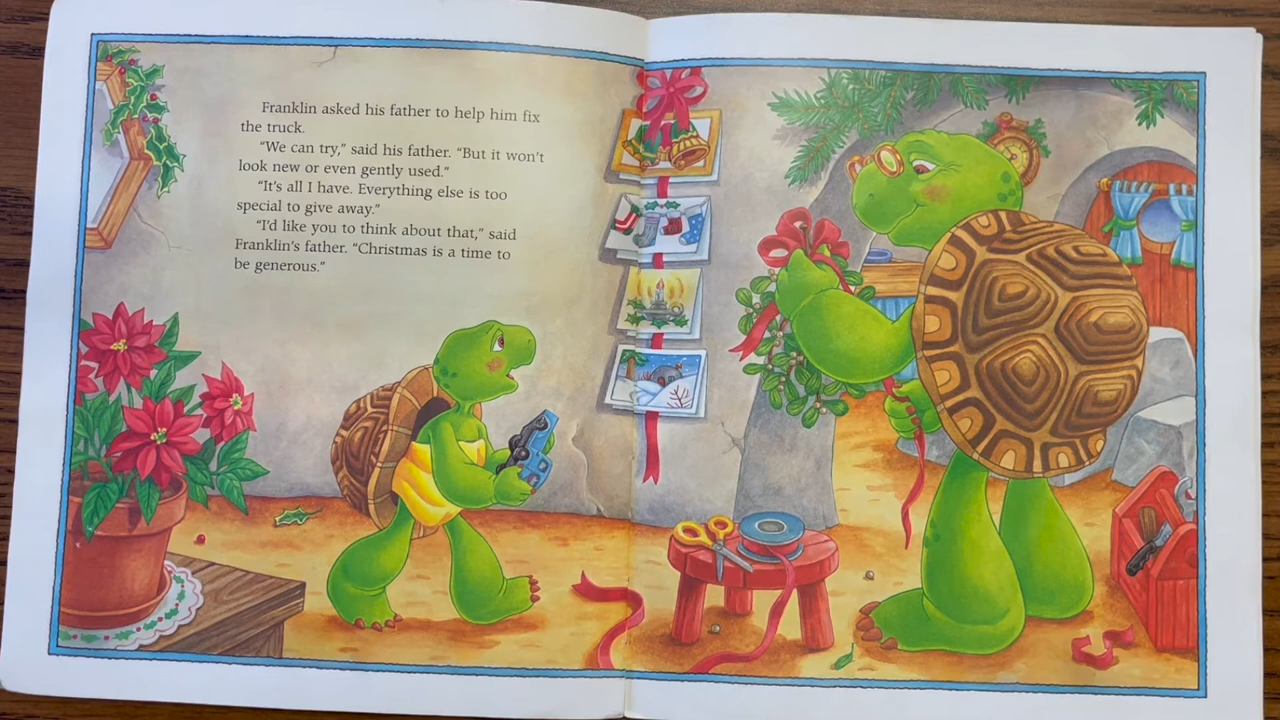 Franklin asked his father to help him fix
the truck.
“We can try,” said his father. “But it won’t
look new or even gently used.”
“It’s all I have. Everything else is too
special to give away.”
“I’d like you to think about that,” said
Franklin’s father. “Christmas is a time to
be generous.”